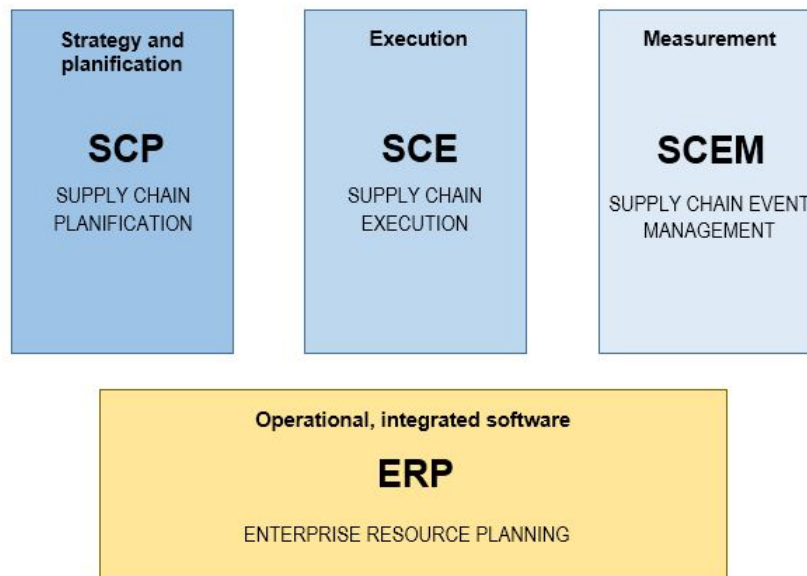 Strategy and
planification
SCP
SUPPLY CHAIN
PLANIFICATION
Execution
SCE
SUPPLY CHAIN
EXECUTION
Measurement
SCEM
SUPPLY CHAIN EVENT
MANAGEMENT
Operational, integrated software
ERP
ENTERPRISE RESOURCE PLANNING